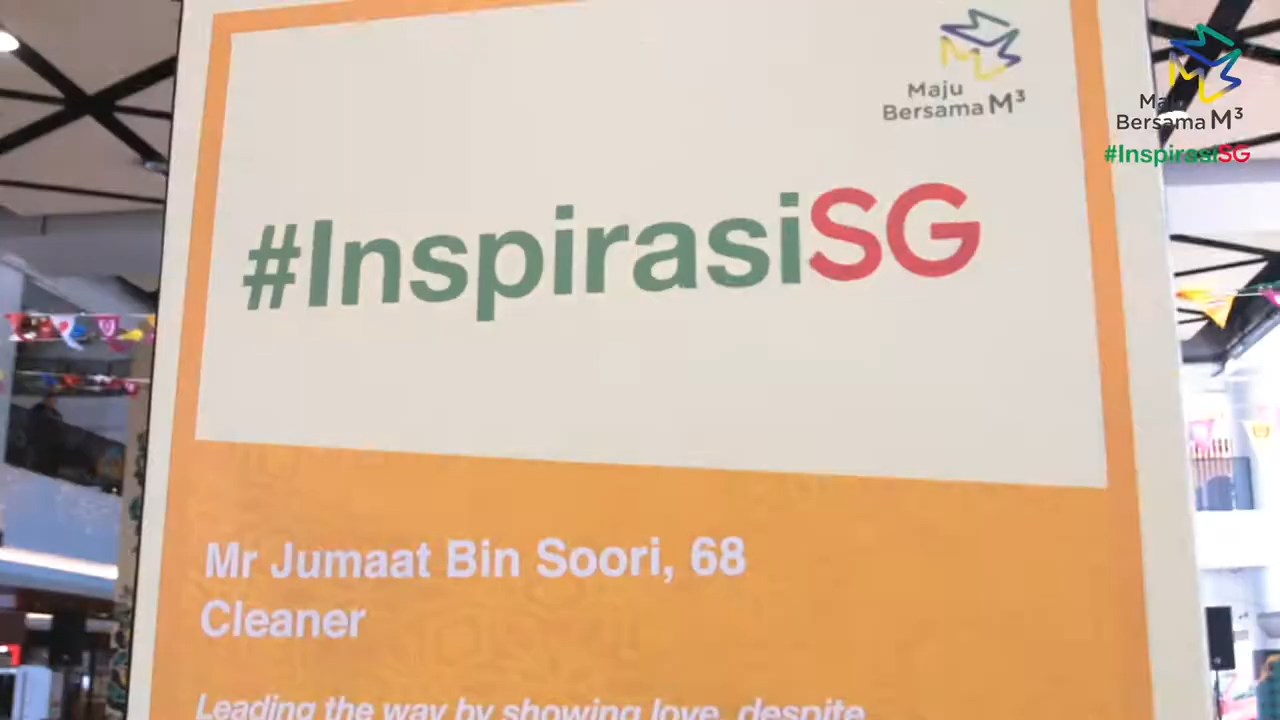 Maju
Bersama M³
#InspirasiSG
Mr Jumaat Bin Soori, 68
Cleaner
Leading the way by showing love, despite
Maju
Bersama M³
#InspirasiSG